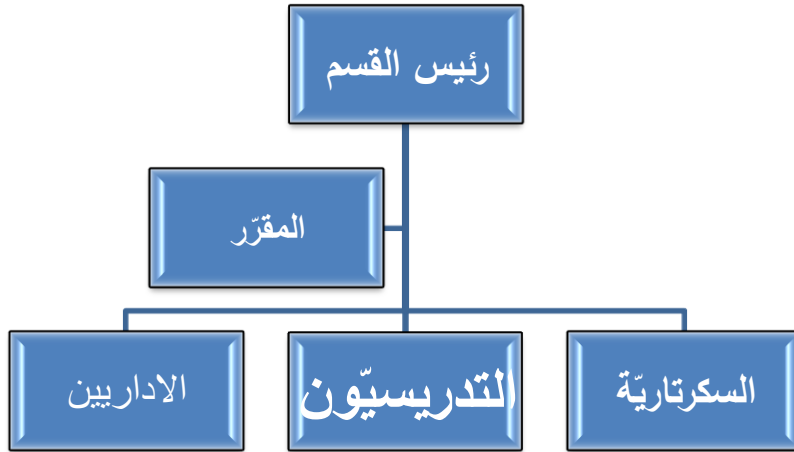 رئيس القسم
المقرّر
السكرتاريّة
التدريسيّون
الاداريين